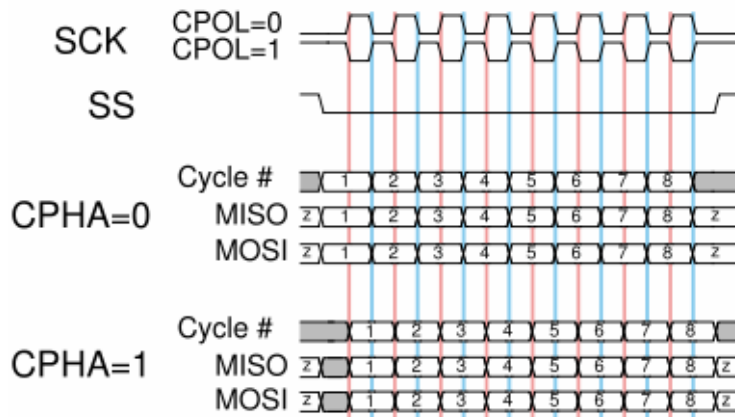 SCK CPOL=0
CPOL=1
SS
Cycle # 1 2 3 4 5 6 7 8
CPHA=0
MISO z 1 2 3 4 5 6 7 8 z
MOSI z 1 2 3 4 5 6 7 8 z
Cycle # 1 2 3 4 5 6 7 8
CPHA=1
MISO z 1 2 3 4 5 6 7 8 z
MOSI z 1 2 3 4 5 6 7 8 z